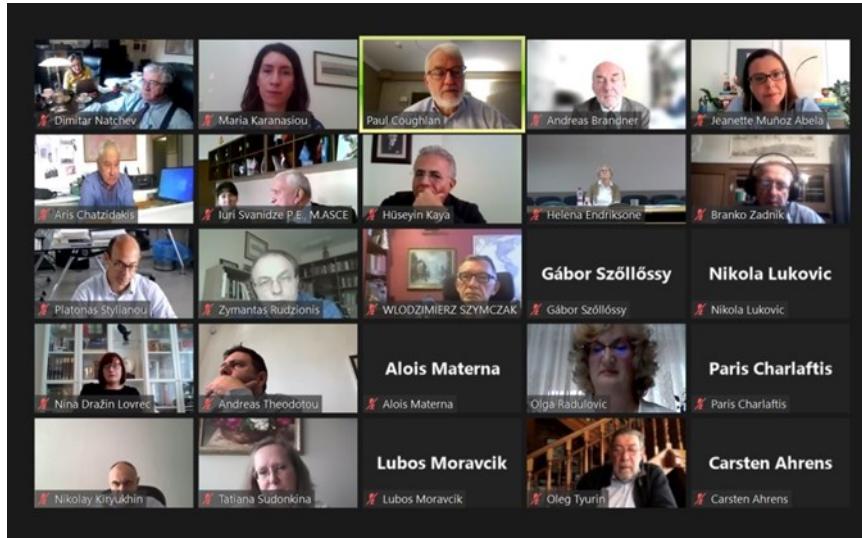 Dimitar Natchev
Maria Karanasiou
Paul Coughlan
Andreas Brandner
Jeanette Muñoz Abela
Aris Chatzidakis
Iuri Svanidze P.E., M.ASCE
Hüseyin Kaya
Helena Endriksone
Branko Zadnik
Platonas Stylianou
Zymantas Rudzionis
WLODZIMIERZ SZYMCZAK
Gábor Szőllőssy
Gábor Szőllőssy
Nikola Lukovic
Nikola Lukovic
Nina Dražin Lovrec
Andreas Theodotou
Alois Materna
Alois Materna
Olga Radulovic
Paris Charlaftis
Paris Charlaftis
Nikolay Kiryukhin
Tatiana Sudonkina
Lubos Moravcik
Lubos Moravcik
Oleg Tyurin
Carsten Ahrens
Carsten Ahrens